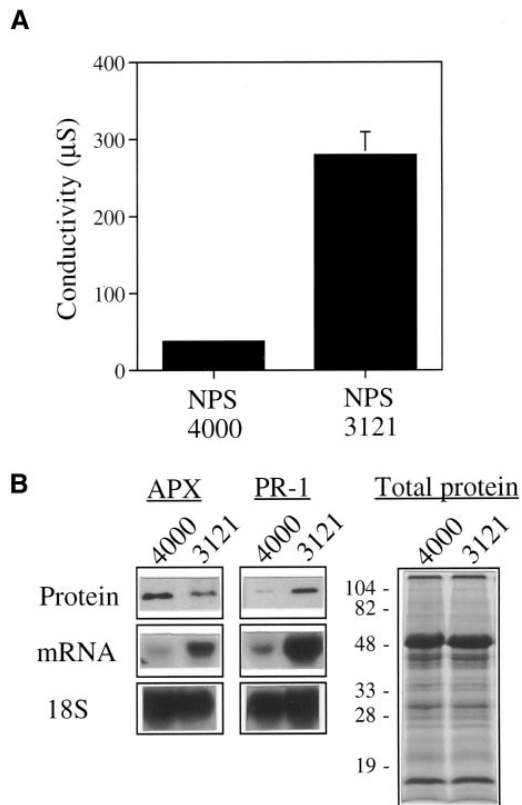 A
400
300
200
100
0
Conductivity (µS)
NPS 4000
NPS 3121
B
APX
PR-1
Total protein
4000
3121
4000
3121
4000
3121
Protein
mRNA
18S
104 -
82 -
48 -
33 -
28 -
19 -